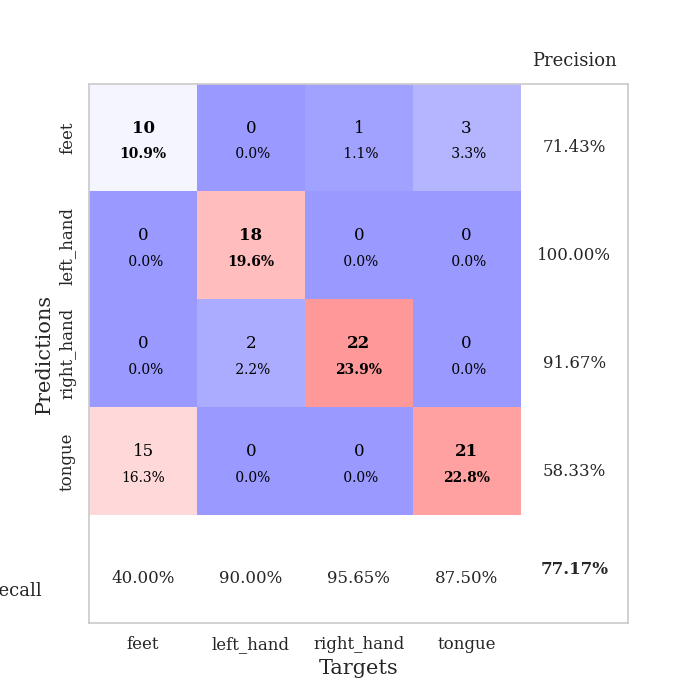 Precision
feet
10 0 1 3
10.9% 0.0% 1.1% 3.3%
71.43%
left_hand
0 18 0 0
0.0% 19.6% 0.0% 0.0%
100.00%
right_hand
0 2 22 0
0.0% 2.2% 23.9% 0.0%
91.67%
tongue
15 0 0 21
16.3% 0.0% 0.0% 22.8%
58.33%
Predictions
ecall
40.00% 90.00% 95.65% 87.50% 77.17%
feet left_hand right_hand tongue
Targets